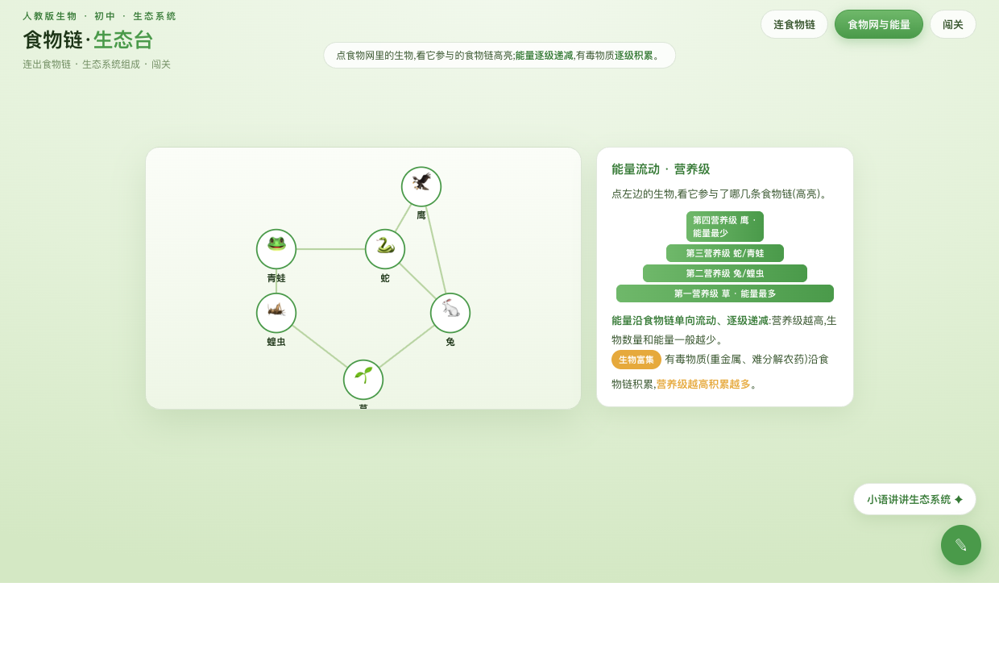 人教版生物 · 初中 · 生态系统
食物链·生态台
连出食物链 · 生态系统组成 · 闯关
连食物链
食物网与能量
闯关
点食物网里的生物,看它参与的食物链高亮;能量逐级递减,有毒物质逐级积累。
鹰
青蛙
蛇
蝗虫
兔
草
能量流动 · 营养级
点左边的生物,看它参与了哪几条食物链(高亮)。
第四营养级 鹰 ·
能量最少
第三营养级 蛇/青蛙
第二营养级 兔/蝗虫
第一营养级 草 · 能量最多
能量沿食物链单向流动、逐级递减:营养级越高,生
物数量和能量一般越少。
生物富集 有毒物质(重金属、难分解农药)沿食
物链积累,营养级越高积累越多。
小语讲讲生态系统 ✦